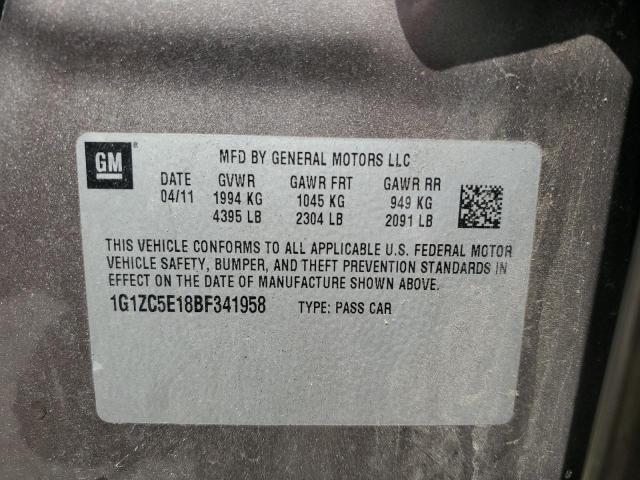 GM
MFD BY GENERAL MOTORS LLC
DATE GVWR GAWR FRT GAWR RR
04/11 1994 KG 1045 KG 949 KG
4395 LB 2304 LB 2091 LB
THIS VEHICLE CONFORMS TO ALL APPLICABLE U.S. FEDERAL MOTOR
VEHICLE SAFETY, BUMPER, AND THEFT PREVENTION STANDARDS IN
EFFECT ON THE DATE OF MANUFACTURE SHOWN ABOVE.
1G1ZC5E18BF341958 TYPE: PASS CAR